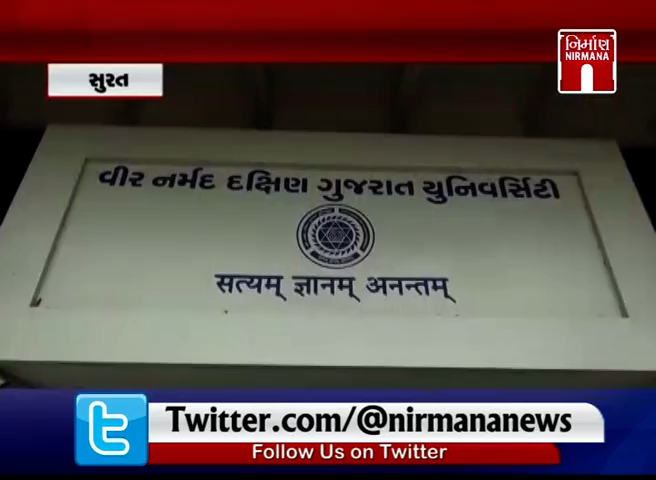 નિર્માણ
NIRMANA
સુરત
વીર નર્મદ દક્ષિણ ગુજરાત યુનિવર્સિટી
સત્યમ્ જ્ઞાનમ્ અનન્તમ્
Twitter.com/@nirmananews
Follow Us on Twitter